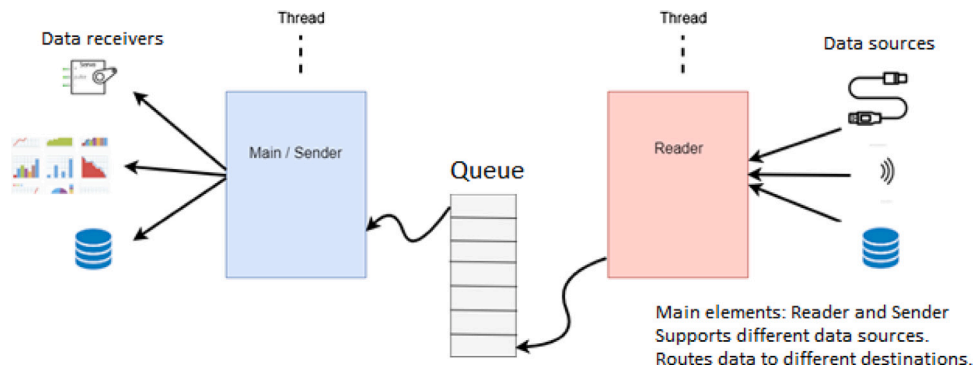 Thread
Thread
Data receivers
Data sources
Servo
Main / Sender
Reader
Queue
Main elements: Reader and Sender
Supports different data sources.
Routes data to different destinations.